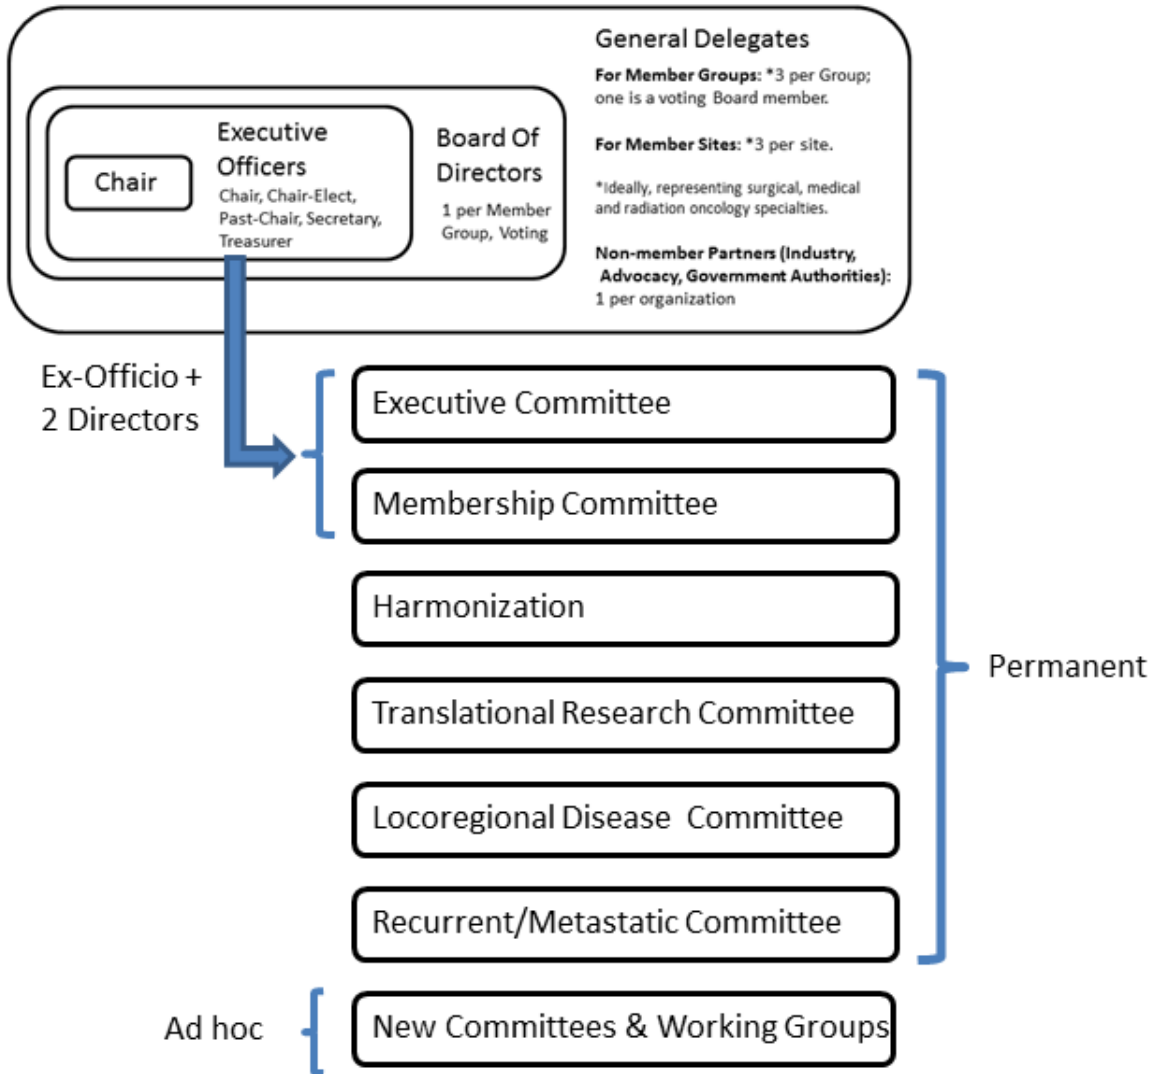 General Delegates
For Member Groups: *3 per Group;
one is a voting Board member.
For Member Sites: *3 per site.
*Ideally, representing surgical, medical
and radiation oncology specialties.
Non-member Partners (Industry,
Advocacy, Government Authorities):
1 per organization
Board Of
Directors
1 per Member
Group, Voting
Executive
Officers
Chair, Chair-Elect,
Past-Chair, Secretary,
Treasurer
Chair
Ex-Officio +
2 Directors
Executive Committee
Membership Committee
Harmonization
Translational Research Committee
Locoregional Disease Committee
Recurrent/Metastatic Committee
Permanent
Ad hoc
New Committees & Working Groups